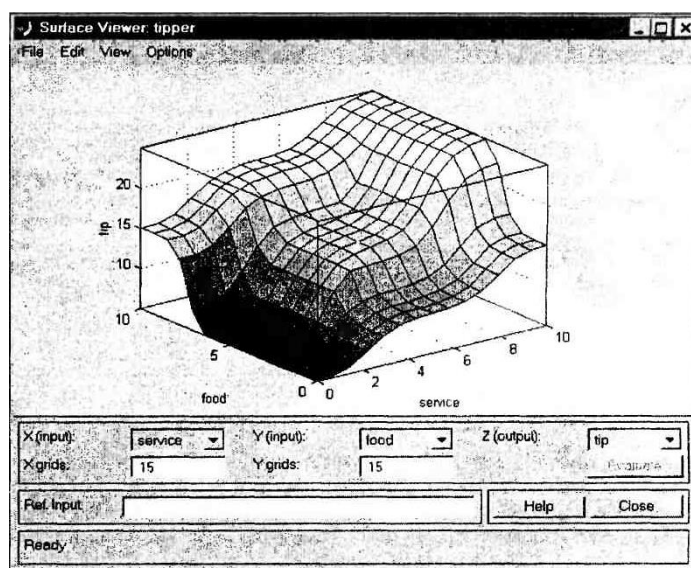 Surface Viewer: tipper
File Edit View Options
20
15
10
tip
10
5
0
food
0
2
4
6
8
10
service
X (input): service Y (input): food Z (output): tip
X grids: 15 Y grids: 15 Evaluate
Ref. Input: Help Close
Ready